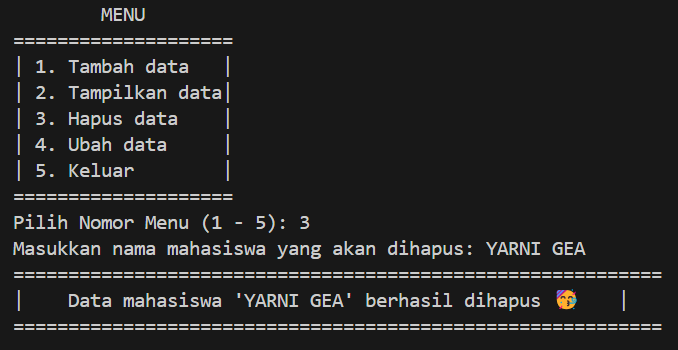 MENU
====================
| 1. Tambah data   |
| 2. Tampilkan data|
| 3. Hapus data    |
| 4. Ubah data     |
| 5. Keluar        |
====================
Pilih Nomor Menu (1 - 5): 3
Masukkan nama mahasiswa yang akan dihapus: YARNI GEA
===========================================================
|    Data mahasiswa 'YARNI GEA' berhasil dihapus 🥳    |
===========================================================